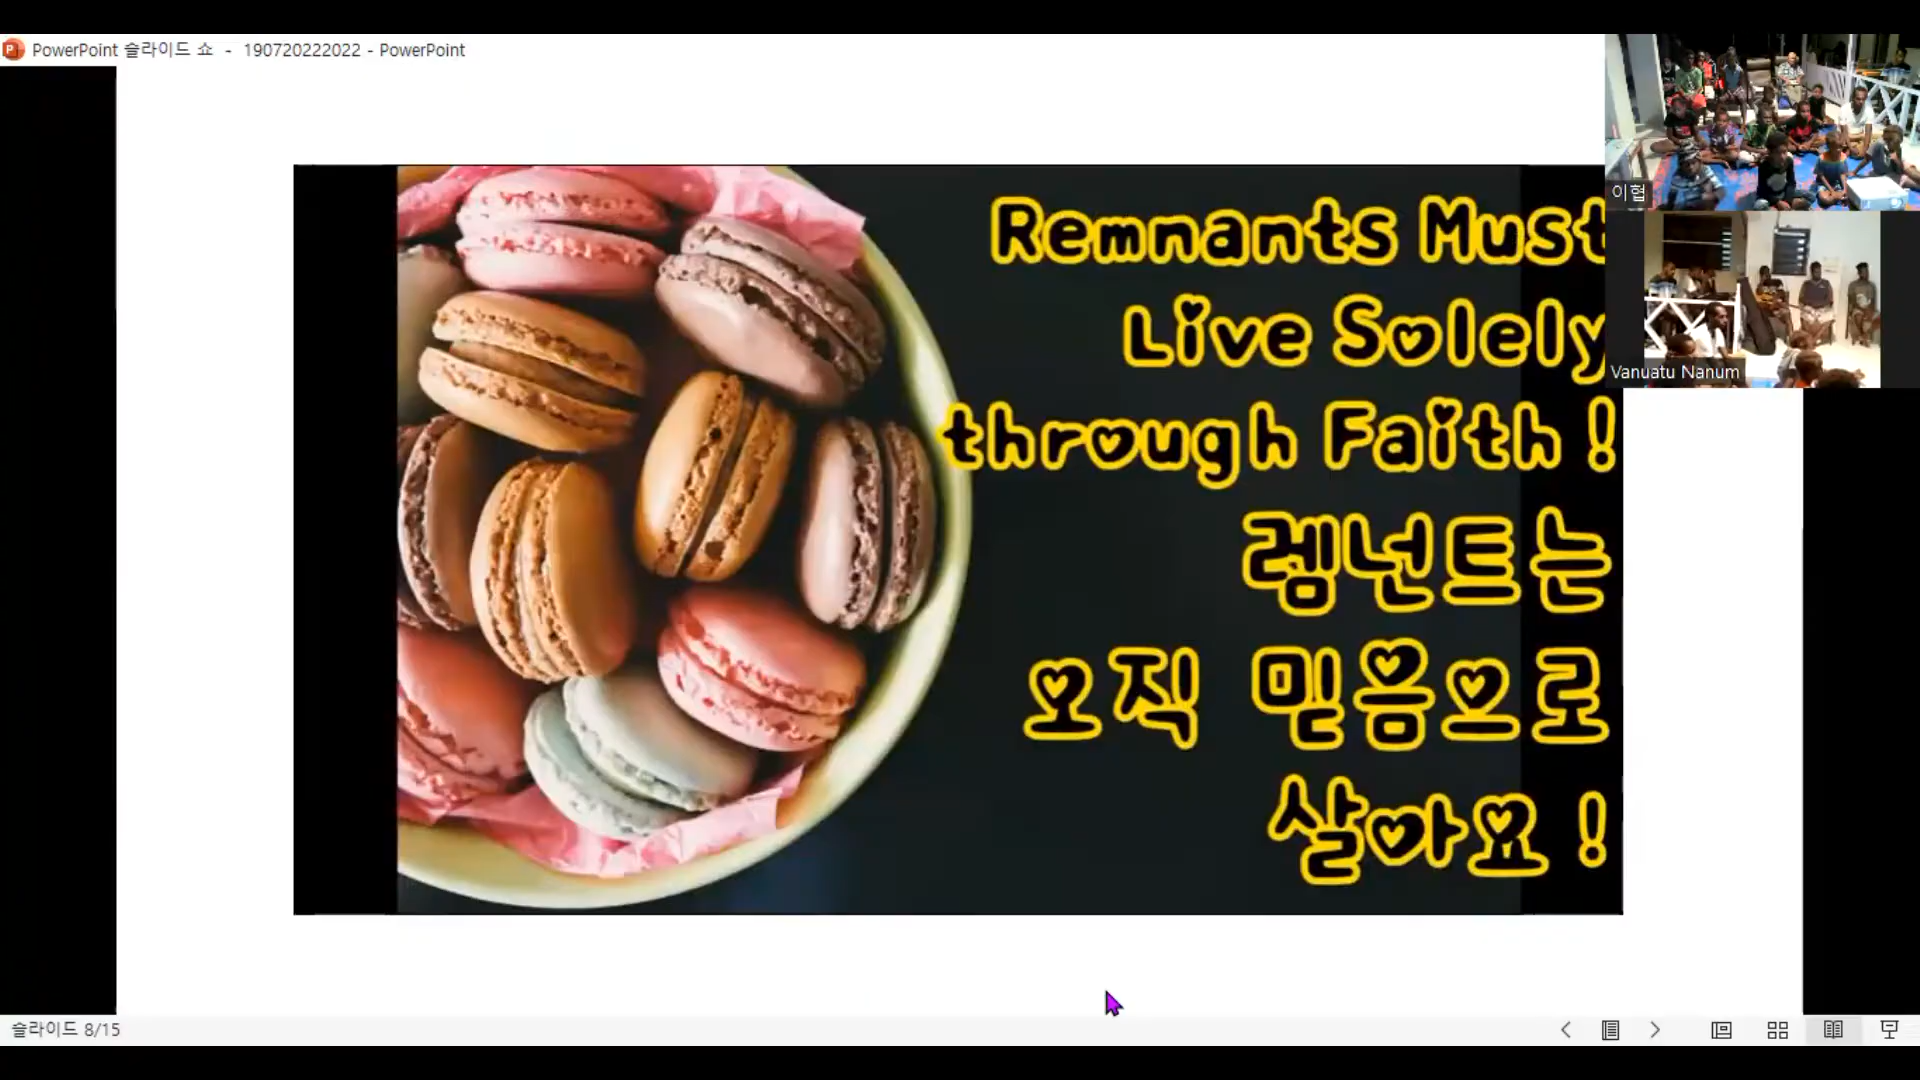 PowerPoint 슬라이드 쇼 - 190720222022 - PowerPoint
이협
Vanuatu Nanum
Remnants Must
Live Solely
through Faith !
렘넌트는
오직 믿음으로
살아요 !
슬라이드 8/15